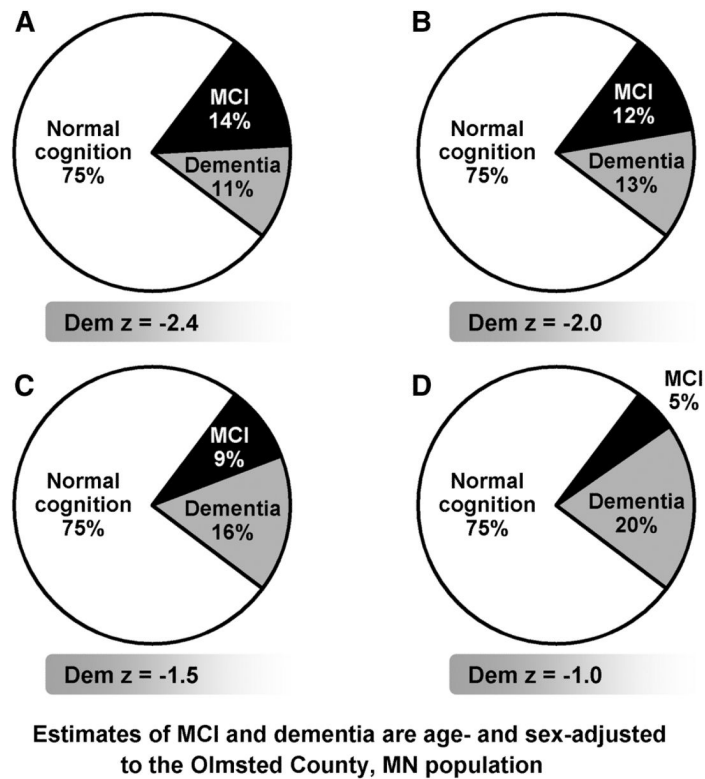 A
MCI
14%
Normal
cognition
75%
Dementia
11%
Dem z = -2.4
B
MCI
12%
Normal
cognition
75%
Dementia
13%
Dem z = -2.0
C
MCI
9%
Normal
cognition
75%
Dementia
16%
Dem z = -1.5
D
MCI
5%
Normal
cognition
75%
Dementia
20%
Dem z = -1.0
Estimates of MCI and dementia are age- and sex-adjusted
to the Olmsted County, MN population